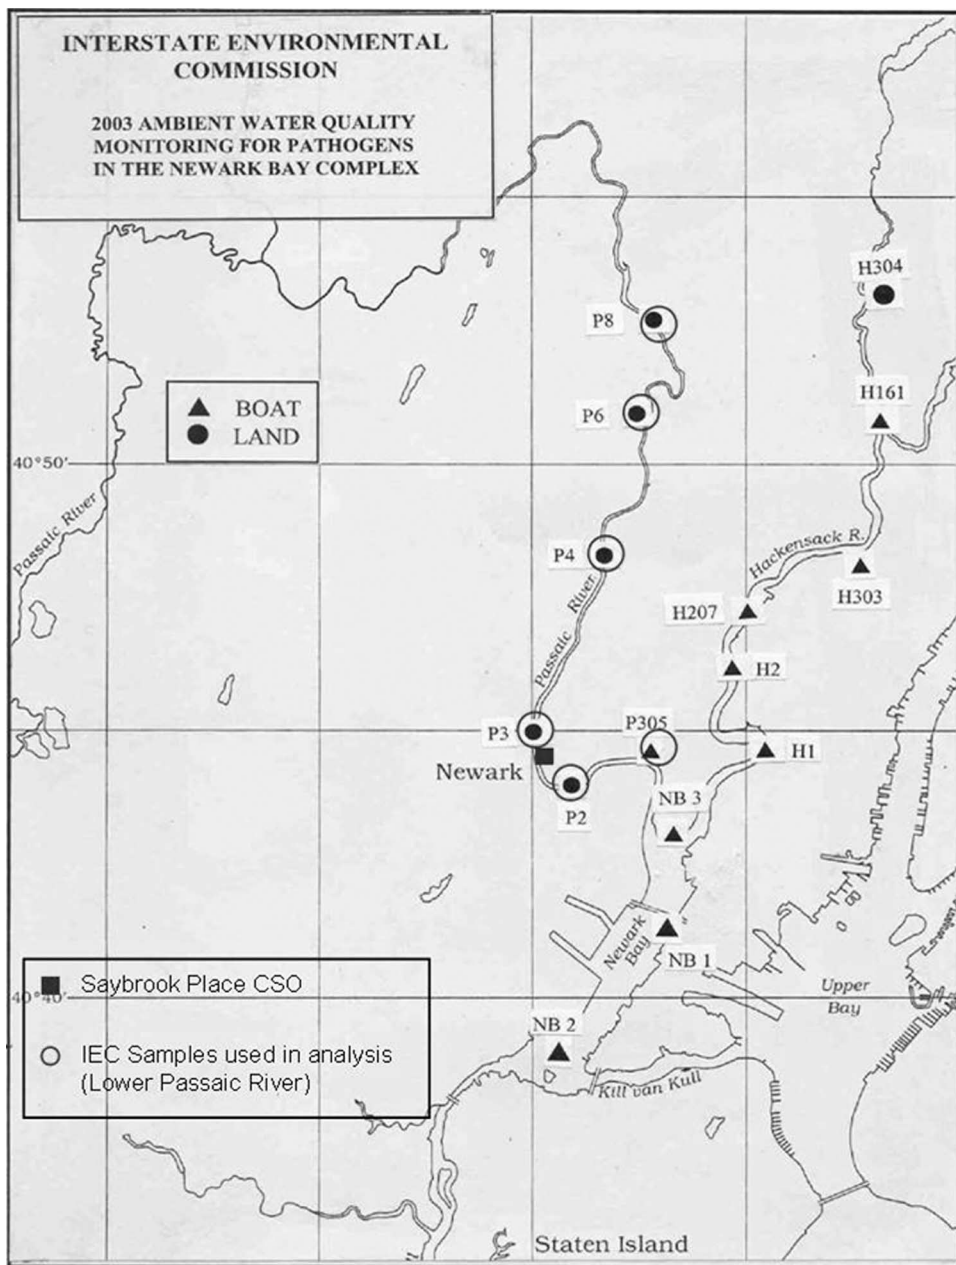 INTERSTATE ENVIRONMENTAL
COMMISSION
2003 AMBIENT WATER QUALITY
MONITORING FOR PATHOGENS
IN THE NEWARK BAY COMPLEX
H304
P8
BOAT
LAND
P6
H161
40°50'
Passaic River
P4
Hackensack R.
H303
H207
Passaic River
H2
P3
P305
H1
Newark
NB 3
P2
Newark
Bay
NB 1
Saybrook Place CSO
40°40'
Upper
Bay
NB 2
IEC Samples used in analysis
(Lower Passaic River)
Kill van Kull
Staten Island